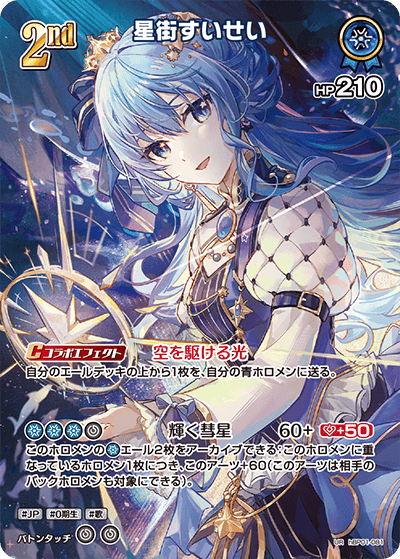 2nd
星街すいせい
HP 210
コラボエフェクト 空を駆ける光
自分のエールデッキの上から1枚を、自分の青ホロメンに送る。
輝く彗星 60+ +50
このホロメンの エール2枚をアーカイブできる:このホロメンに重
なっているホロメン1枚につき、このアーツ+60(このアーツは相手の
バックホロメンも対象にできる)。
#JP #0期生 #歌
バトンタッチ
UR hBP01-081